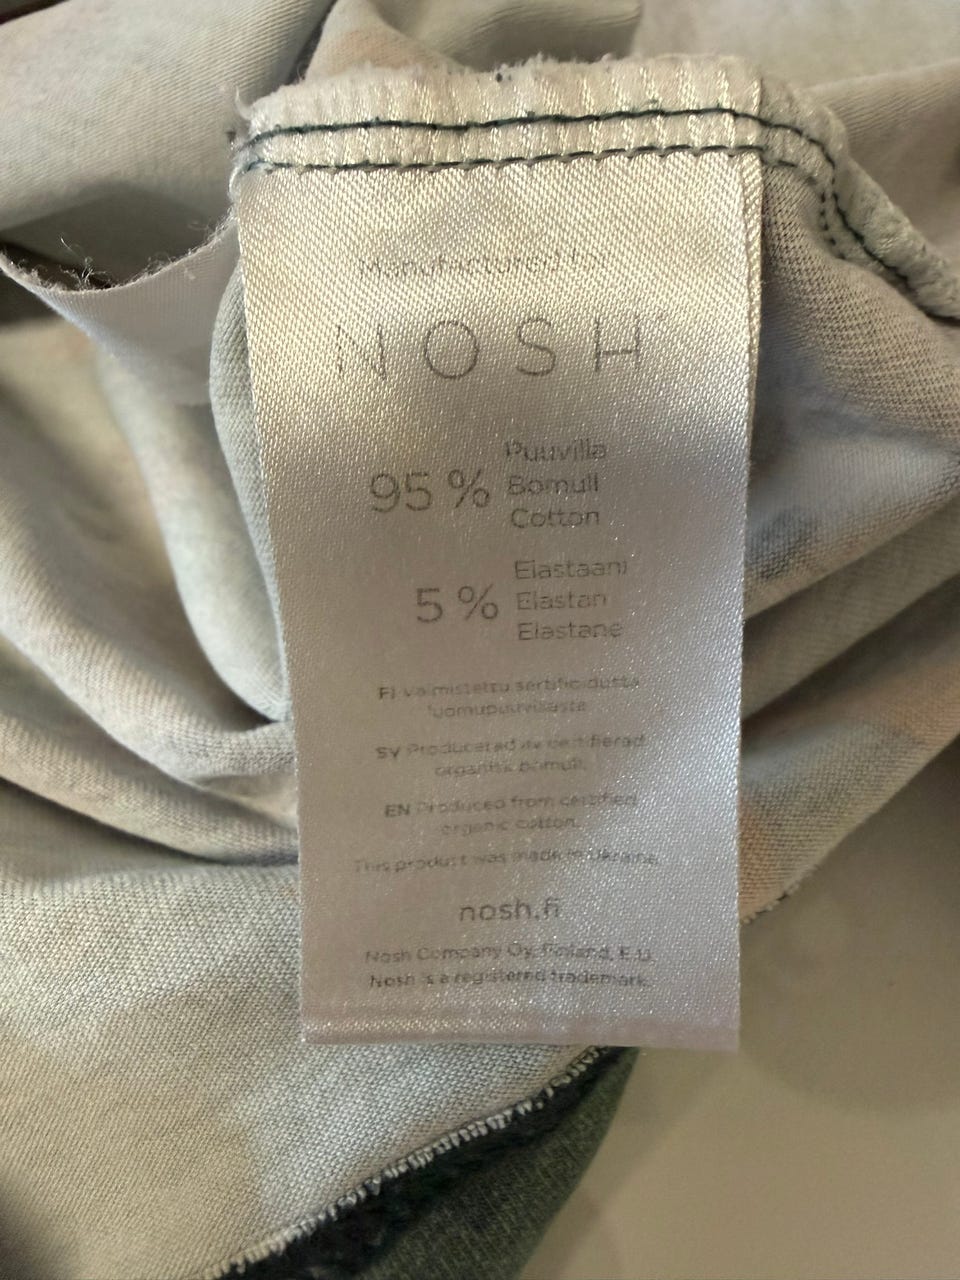 Manufactured by
NOSH
95 % Puuvilla
Bomull
Cotton
5 % Elastaani
Elastan
Elastane
FI Valmistettu sertifioidusta
luomupuuvillasta.
SV Producerad av certifierad
organisk bomull.
EN Produced from certified
organic cotton.
This product was made in Ukraine.
nosh.fi
Nosh Company Oy, Finland, E.U.
Nosh is a registered trademark.